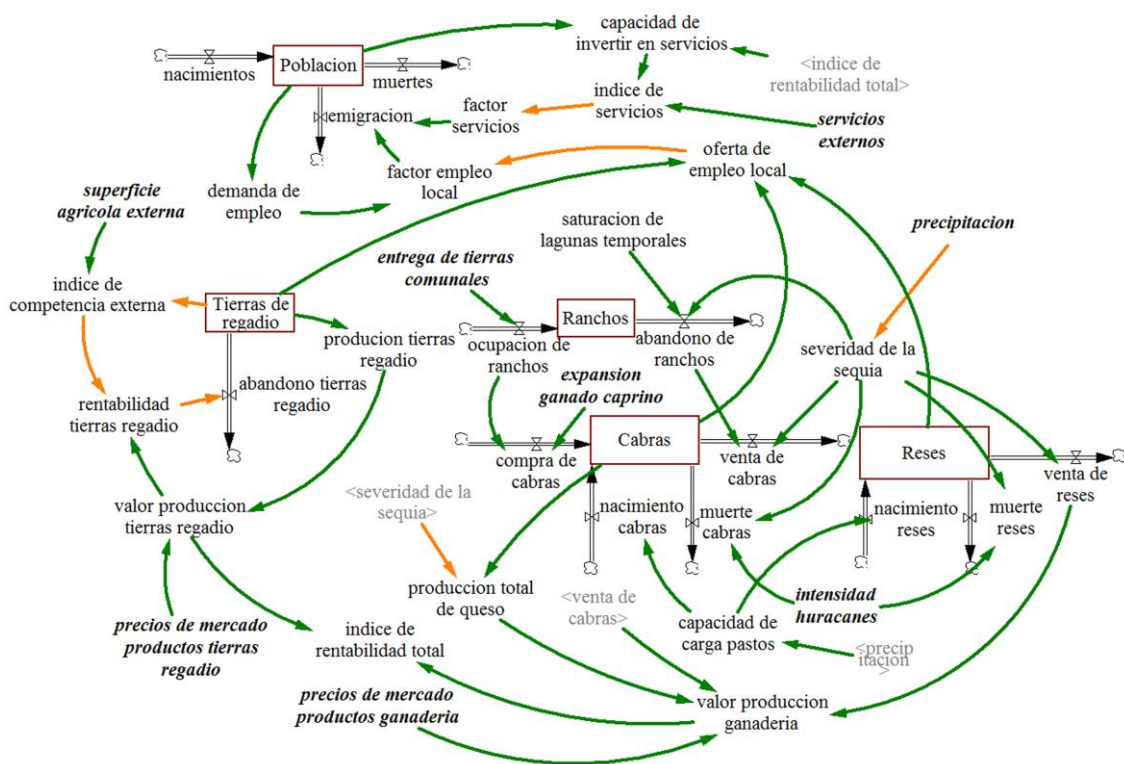 capacidad de
invertir en servicios
<indice de
rentabilidad total>
nacimientos
Poblacion
muertes
emigracion
factor
servicios
indice de
servicios
servicios
externos
oferta de
empleo local
factor empleo
local
demanda de
empleo
superficie
agricola externa
saturacion de
lagunas temporales
precipitacion
entrega de tierras
comunales
indice de
competencia externa
Tierras de
regadio
Ranchos
ocupacion de
ranchos
abandono de
ranchos
producion tierras
regadio
severidad de la
sequia
abandono tierras
regadio
rentabilidad
tierras regadio
expansion
ganado caprino
Cabras
Reses
compra de
cabras
venta de
cabras
venta de
reses
<severidad de la
sequia>
nacimiento
cabras
muerte
cabras
nacimiento
reses
muerte
reses
valor produccion
tierras regadio
produccion total
de queso
<venta de
cabras>
capacidad de
carga pastos
intensidad
huracanes
<precip
itacion
>
precios de mercado
productos tierras
regadio
indice de
rentabilidad total
precios de mercado
productos ganaderia
valor produccion
ganaderia